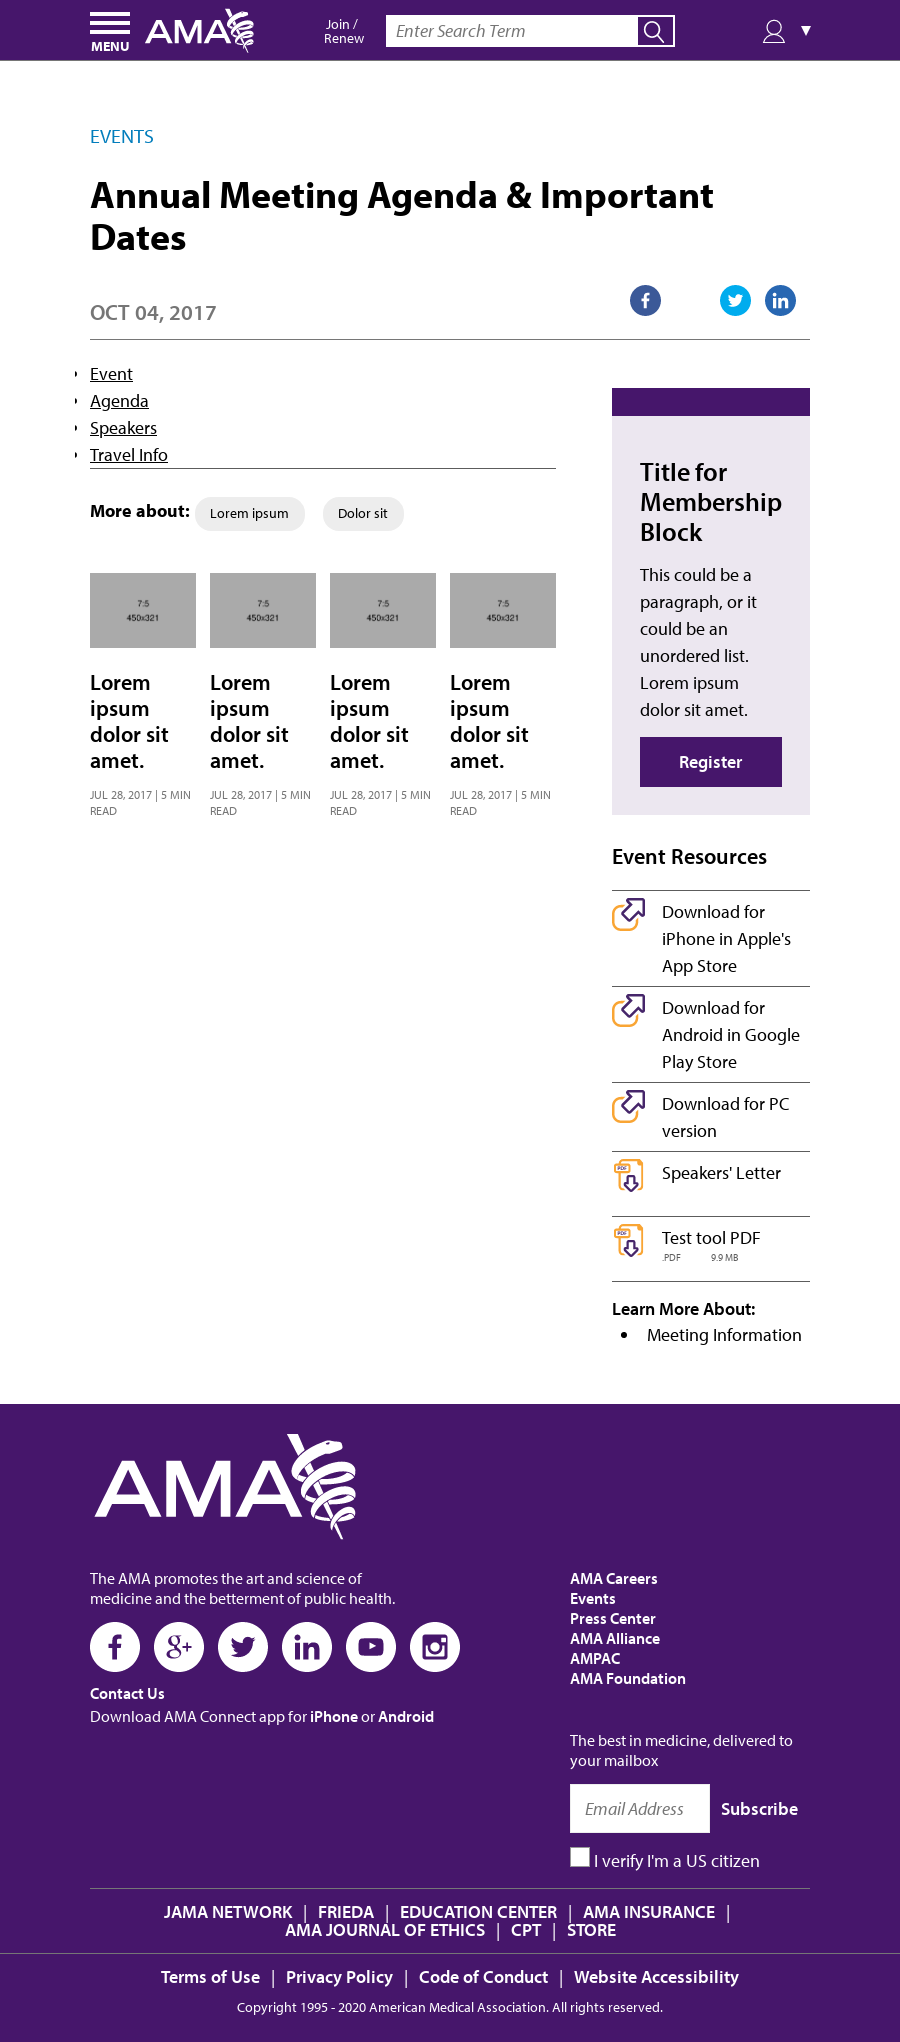 MENU
AMA
Join /
Renew
Enter Search Term
EVENTS
Annual Meeting Agenda & Important
Dates
OCT 04, 2017
Event
Agenda
Speakers
Travel Info
More about:
Lorem ipsum
Dolor sit
7:5
450x321
7:5
450x321
7:5
450x321
7:5
450x321
Lorem
ipsum
dolor sit
amet.
JUL 28, 2017 | 5 MIN
READ
Lorem
ipsum
dolor sit
amet.
JUL 28, 2017 | 5 MIN
READ
Lorem
ipsum
dolor sit
amet.
JUL 28, 2017 | 5 MIN
READ
Lorem
ipsum
dolor sit
amet.
JUL 28, 2017 | 5 MIN
READ
Title for
Membership
Block
This could be a
paragraph, or it
could be an
unordered list.
Lorem ipsum
dolor sit amet.
Register
Event Resources
Download for
iPhone in Apple's
App Store
Download for
Android in Google
Play Store
Download for PC
version
PDF
Speakers' Letter
PDF
Test tool PDF
.PDF 9.9 MB
Learn More About:
• Meeting Information
AMA
The AMA promotes the art and science of
medicine and the betterment of public health.
Contact Us
Download AMA Connect app for iPhone or Android
AMA Careers
Events
Press Center
AMA Alliance
AMPAC
AMA Foundation
The best in medicine, delivered to
your mailbox
Email Address
Subscribe
I verify I'm a US citizen
JAMA NETWORK | FRIEDA | EDUCATION CENTER | AMA INSURANCE |
AMA JOURNAL OF ETHICS | CPT | STORE
Terms of Use | Privacy Policy | Code of Conduct | Website Accessibility
Copyright 1995 - 2020 American Medical Association. All rights reserved.